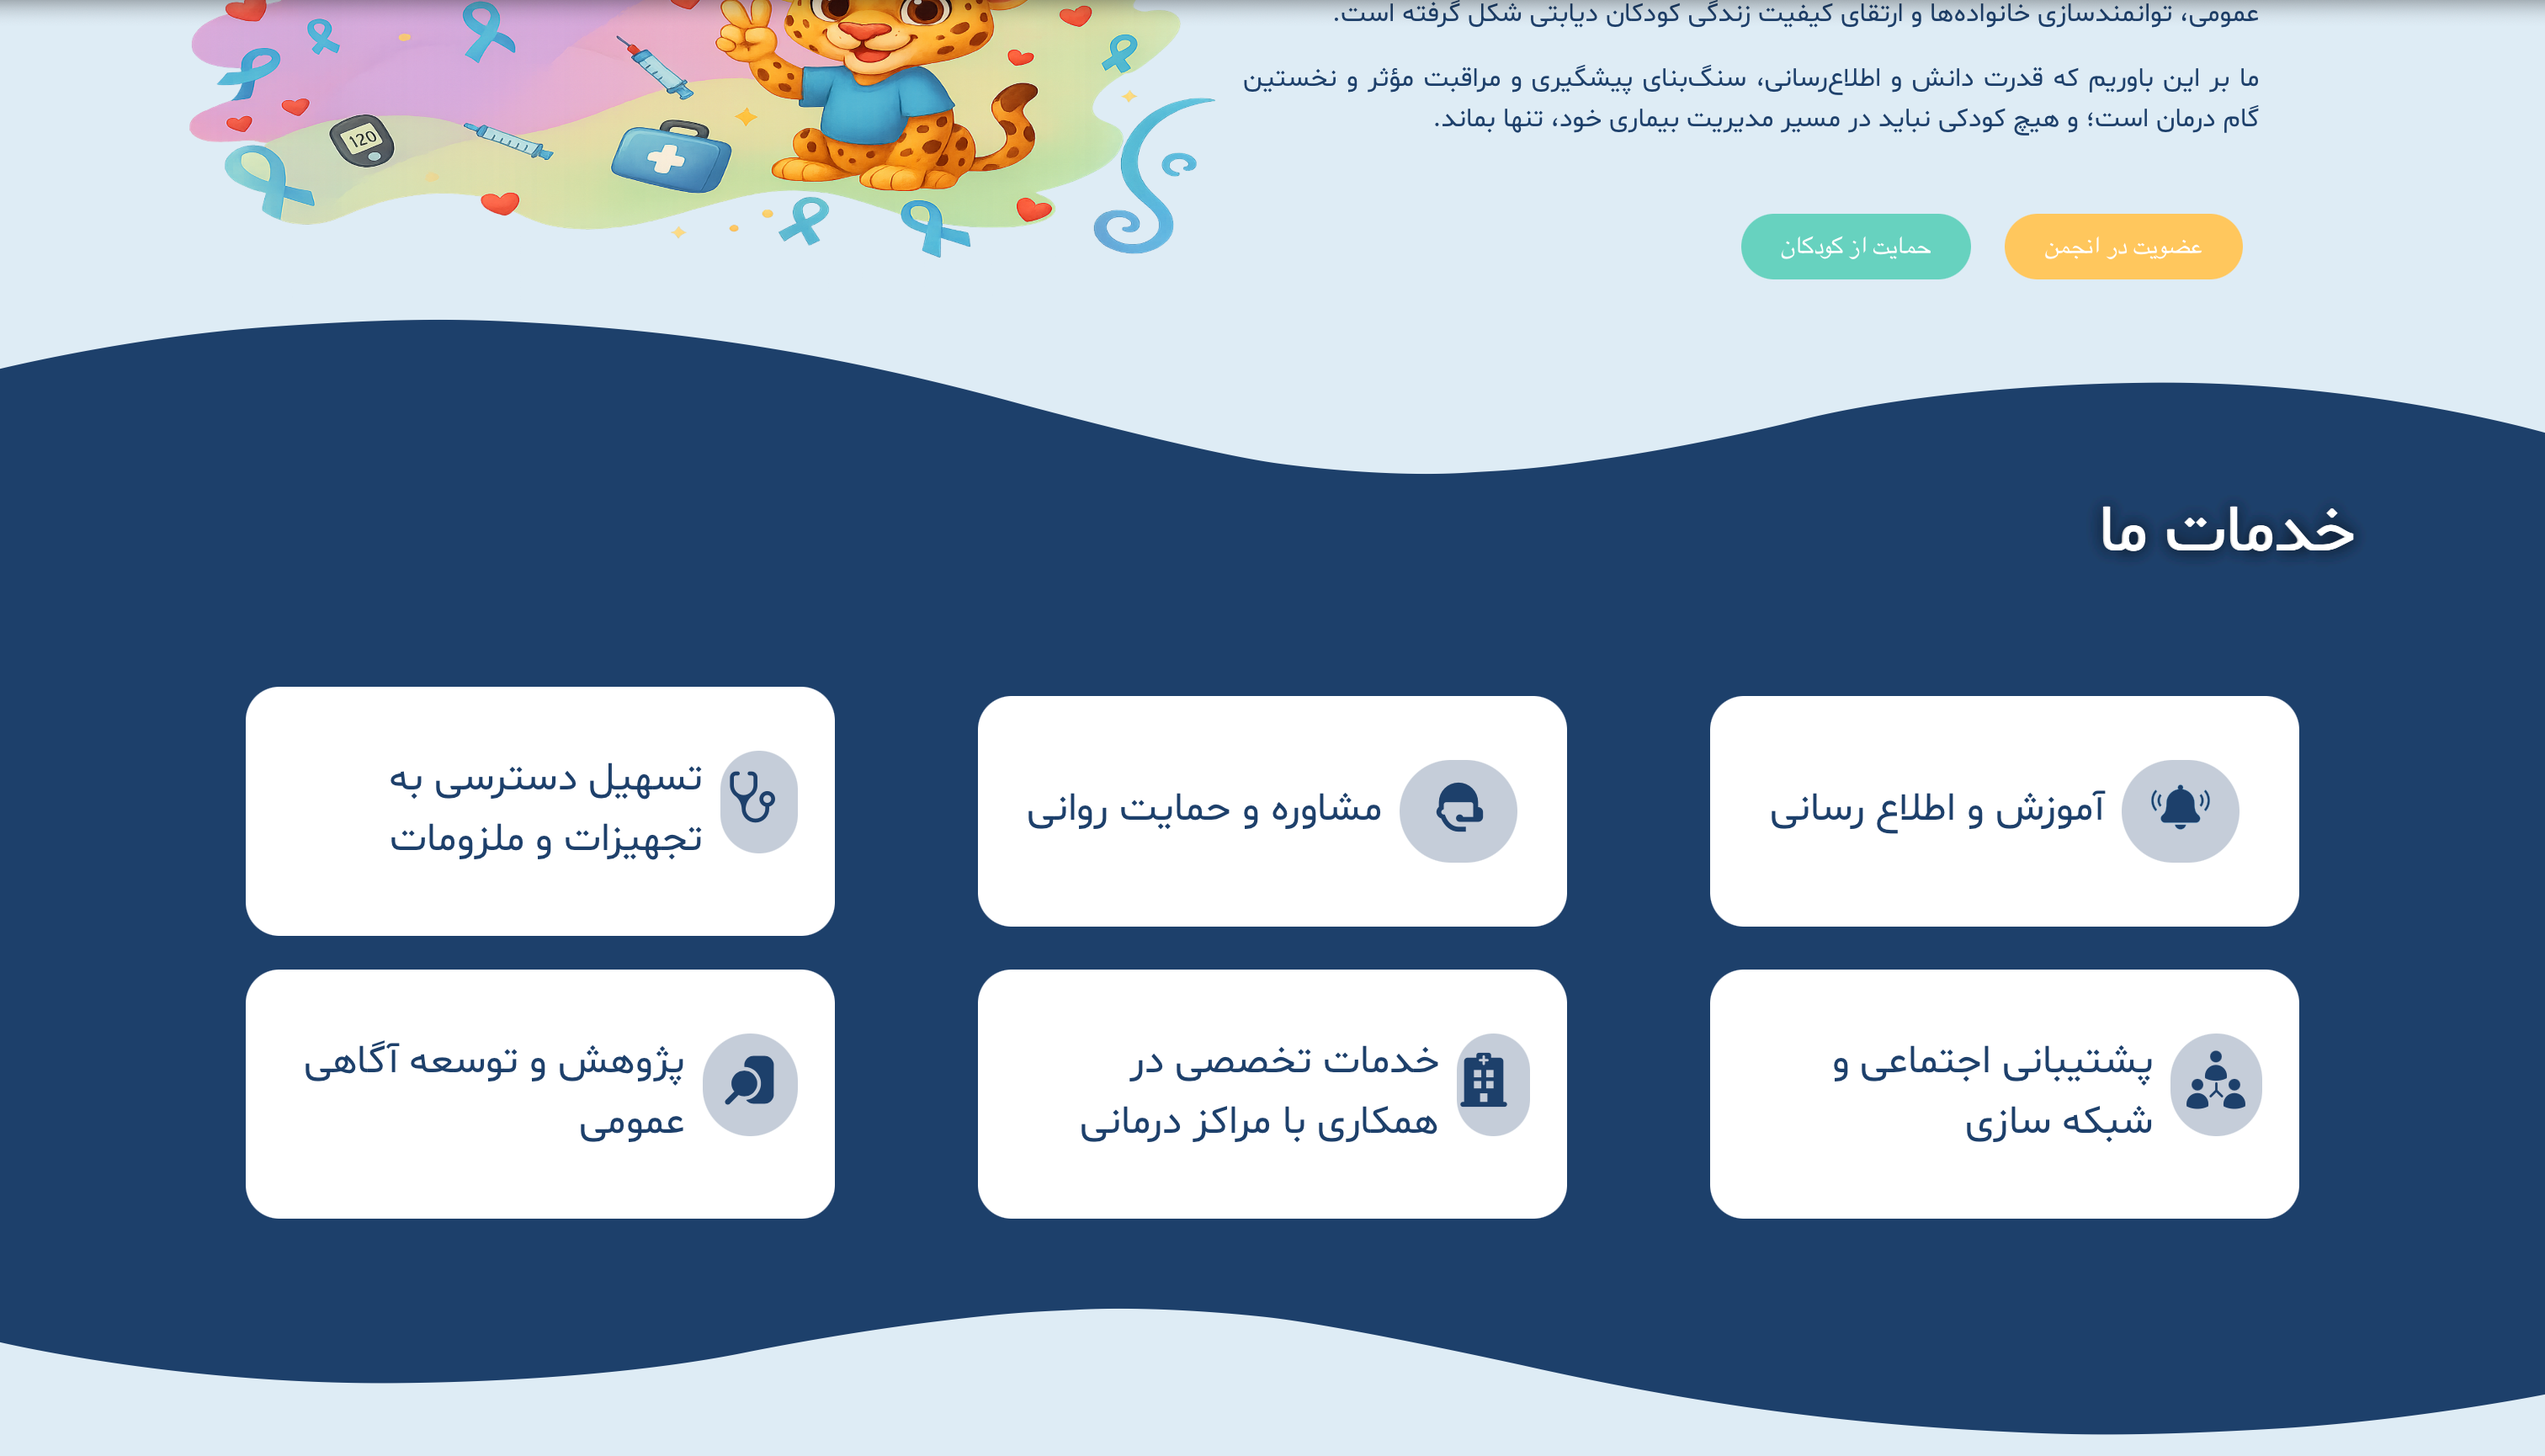 عمومی، توانمندسازی خانواده‌ها و ارتقای کیفیت زندگی کودکان دیابتی شکل گرفته است.
ما بر این باوریم که قدرت دانش و اطلاع‌رسانی، سنگ‌بنای پیشگیری و مراقبت مؤثر و نخستین
گام درمان است؛ و هیچ کودکی نباید در مسیر مدیریت بیماری خود، تنها بماند.
عضویت در انجمن
حمایت از کودکان
120
خدمات ما
آموزش و اطلاع رسانی
مشاوره و حمایت روانی
تسهیل دسترسی به
تجهیزات و ملزومات
پشتیبانی اجتماعی و
شبکه سازی
خدمات تخصصی در
همکاری با مراکز درمانی
پژوهش و توسعه آگاهی
عمومی